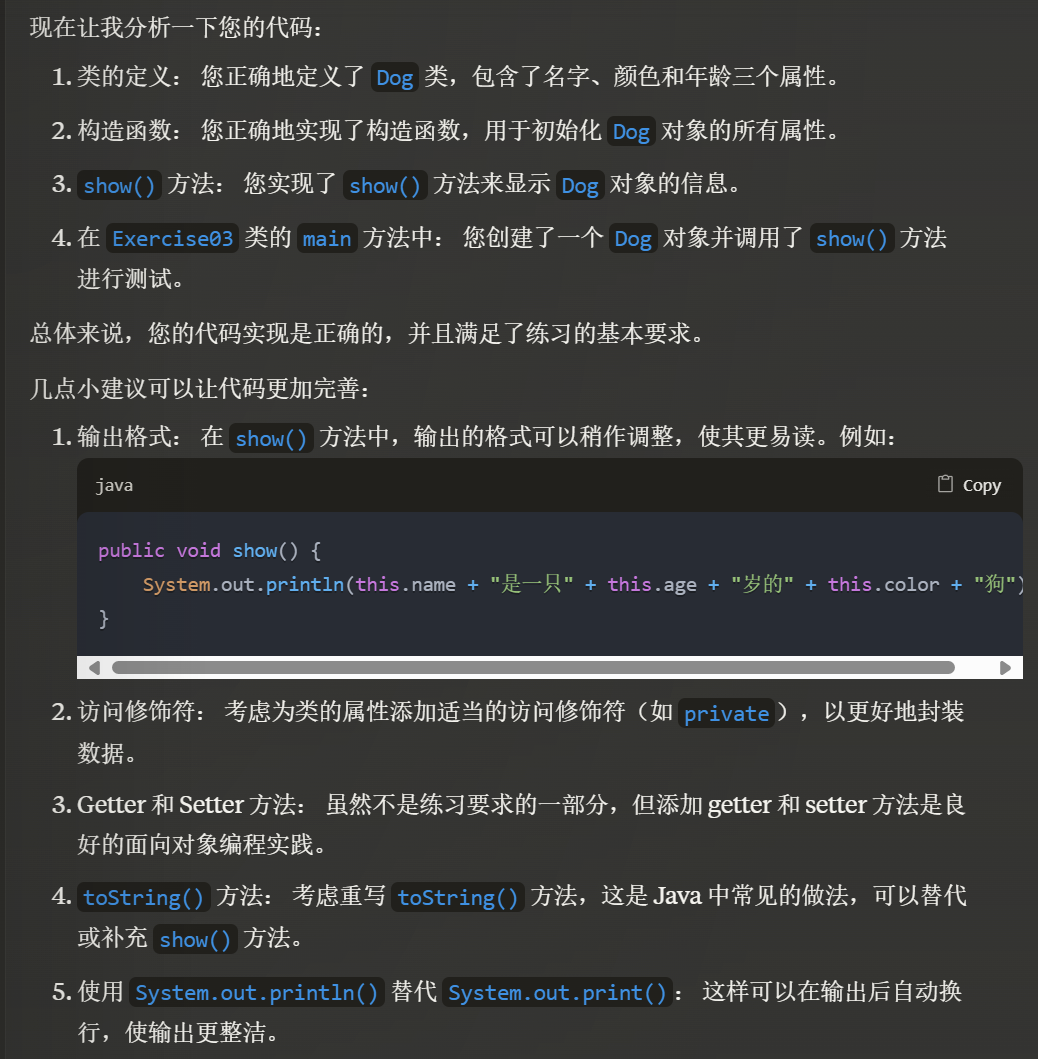 现在让我分析一下您的代码：
1. 类的定义： 您正确地定义了 Dog 类，包含了名字、颜色和年龄三个属性。
2. 构造函数： 您正确地实现了构造函数，用于初始化 Dog 对象的所有属性。
3. show() 方法： 您实现了 show() 方法来显示 Dog 对象的信息。
4. 在 Exercise03 类的 main 方法中： 您创建了一个 Dog 对象并调用了 show() 方法
进行测试。
总体来说，您的代码实现是正确的，并且满足了练习的基本要求。
几点小建议可以让代码更加完善：
1. 输出格式： 在 show() 方法中，输出的格式可以稍作调整，使其更易读。例如：
java Copy
public void show() {
    System.out.println(this.name + "是一只" + this.age + "岁的" + this.color + "狗")
}
2. 访问修饰符： 考虑为类的属性添加适当的访问修饰符（如 private），以更好地封装
数据。
3. Getter 和 Setter 方法： 虽然不是练习要求的一部分，但添加 getter 和 setter 方法是良
好的面向对象编程实践。
4. toString() 方法： 考虑重写 toString() 方法，这是 Java 中常见的做法，可以替代
或补充 show() 方法。
5. 使用 System.out.println() 替代 System.out.print()： 这样可以在输出后自动换
行，使输出更整洁。